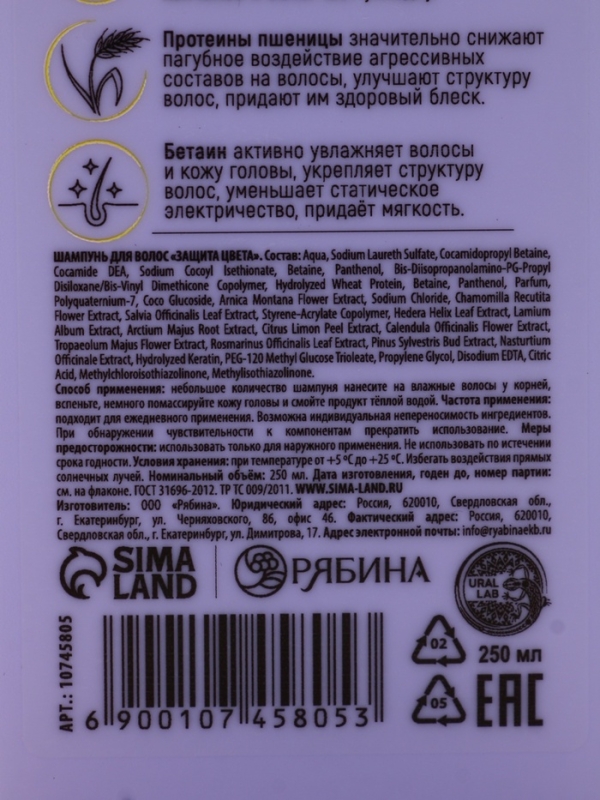 Протеины пшеницы значительно снижают
пагубное воздействие агрессивных
составов на волосы, улучшают структуру
волос, придают им здоровый блеск.
Бетаин активно увлажняет волосы
и кожу головы, укрепляет структуру
волос, уменьшает статическое
электричество, придаёт мягкость.
ШАМПУНЬ ДЛЯ ВОЛОС «ЗАЩИТА ЦВЕТА». Состав: Aqua, Sodium Laureth Sulfate, Cocamidopropyl Betaine,
Cocamide DEA, Sodium Cocoyl Isethionate, Betaine, Panthenol, Bis-Diisopropanolamino-PG-Propyl
Disiloxane/Bis-Vinyl Dimethicone Copolymer, Hydrolyzed Wheat Protein, Betaine, Panthenol, Parfum,
Polyquaternium-7, Coco Glucoside, Arnica Montana Flower Extract, Sodium Chloride, Chamomilla Recutita
Flower Extract, Salvia Officinalis Leaf Extract, Styrene-Acrylate Copolymer, Hedera Helix Leaf Extract, Lamium
Album Extract, Arctium Majus Root Extract, Citrus Limon Peel Extract, Calendula Officinalis Flower Extract,
Tropaeolum Majus Flower Extract, Rosmarinus Officinalis Leaf Extract, Pinus Sylvestris Bud Extract, Nasturtium
Officinale Extract, Hydrolyzed Keratin, PEG-120 Methyl Glucose Trioleate, Propylene Glycol, Disodium EDTA, Citric
Acid, Methylchloroisothiazolinone, Methylisothiazolinone.
Способ применения: небольшое количество шампуня нанесите на влажные волосы у корней,
вспеньте, немного помассируйте кожу головы и смойте продукт тёплой водой. Частота применения:
подходит для ежедневного применения. Возможна индивидуальная непереносимость ингредиентов.
При обнаружении чувствительности к компонентам прекратить использование. Меры
предосторожности: использовать только для наружного применения. Не использовать по истечении
срока годности. Условия хранения: при температуре от +5 ºС до +25 ºС. Избегать воздействия прямых
солнечных лучей. Номинальный объём: 250 мл. Дата изготовления, годен до, номер партии:
см. на флаконе. ГОСТ 31696-2012. ТР ТС 009/2011. WWW.SIMA-LAND.RU
Изготовитель: ООО «Рябина». Юридический адрес: Россия, 620010, Свердловская обл.,
г. Екатеринбург, ул. Черняховского, 86, офис 46. Фактический адрес: Россия, 620010,
Свердловская обл., г. Екатеринбург, ул. Димитрова, 17. Адрес электронной почты: info@ryabinaekb.ru
SIMA
LAND
РЯБИНА
URAL
LAB
АРТ.: 10745805
02
250 мл
05
EAC
6 900107 458053